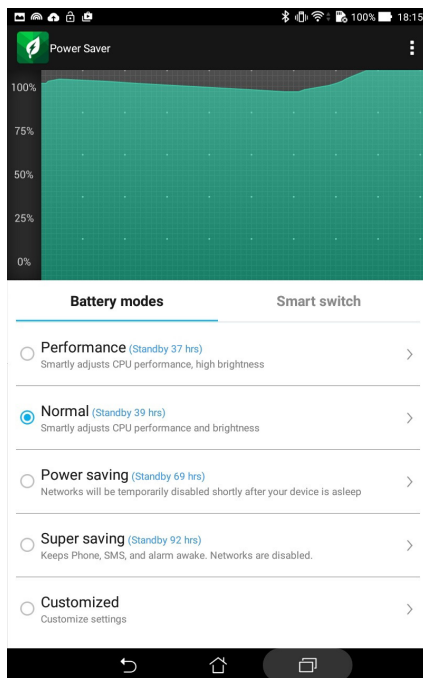 100% 18:15
Power Saver
100%
75%
50%
25%
0%
Battery modes Smart switch
Performance (Standby 37 hrs)
Smartly adjusts CPU performance, high brightness
Normal (Standby 39 hrs)
Smartly adjusts CPU performance and brightness
Power saving (Standby 69 hrs)
Networks will be temporarily disabled shortly after your device is asleep
Super saving (Standby 92 hrs)
Keeps Phone, SMS, and alarm awake. Networks are disabled.
Customized
Customize settings